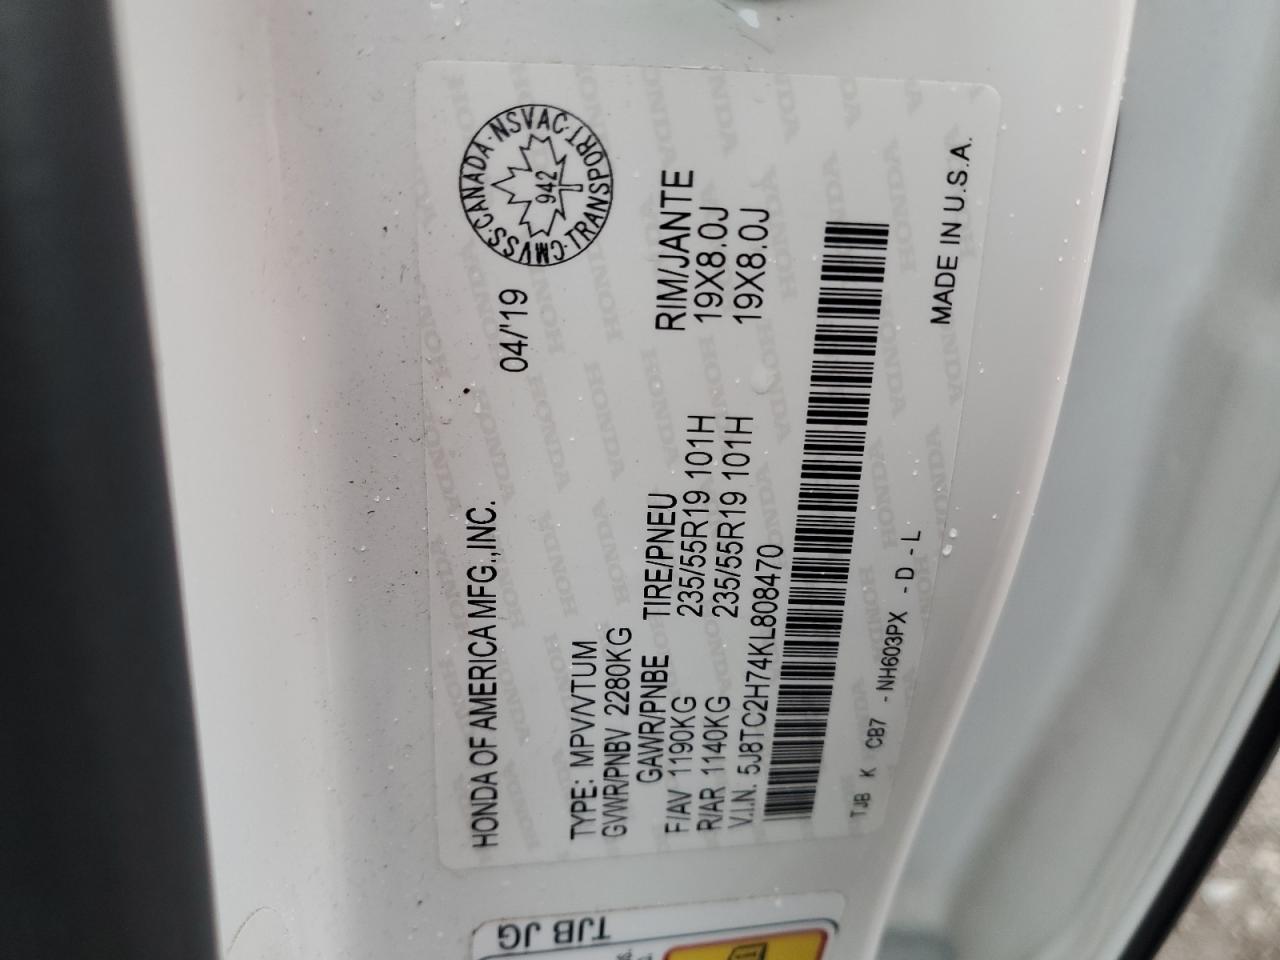 HONDA OF AMERICA MFG.,INC. 04/'19
CMVSS·CANADA·NSVAC·TRANSPORT·
942
TYPE: MPV/VTUM
GVWR/PNBV 2280KG
GAWR/PNBE TIRE/PNEU RIM/JANTE
F/AV 1190KG 235/55R19 101H 19X8.0J
R/AR 1140KG 235/55R19 101H 19X8.0J
V.I.N. 5J8TC2H74KL808470
TJB K CB7 - NH603PX - D - L
MADE IN U.S.A.
TJB JG